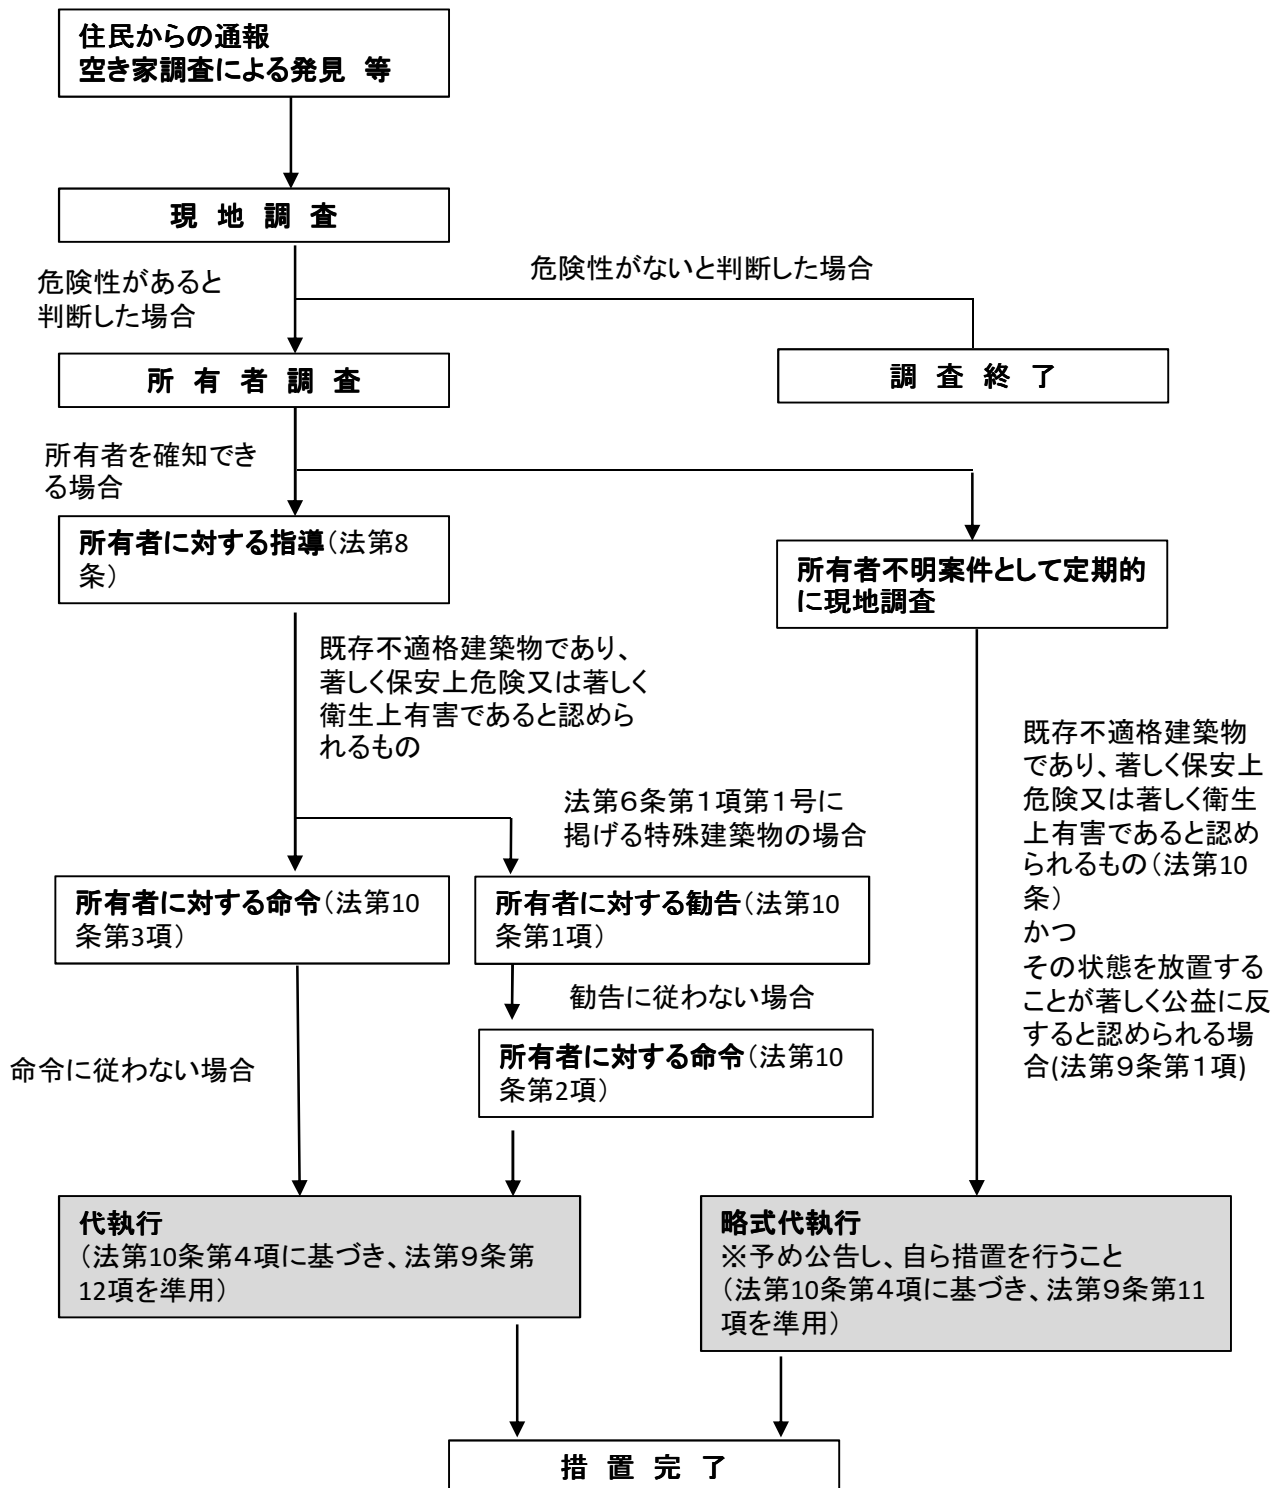 住民からの通報
空き家調査による発見　等
現　地　調　査
危険性があると
判断した場合
危険性がないと判断した場合
所　有　者　調　査
調　査　終　了
所有者を確知でき
る場合
所有者に対する指導（法第8
条）
所有者不明案件として定期的
に現地調査
既存不適格建築物であり、
著しく保安上危険又は著しく
衛生上有害であると認めら
れるもの
法第６条第１項第１号に
掲げる特殊建築物の場合
既存不適格建築物
であり、著しく保安上
危険又は著しく衛生
上有害であると認め
られるもの（法第10
条）
かつ
その状態を放置する
ことが著しく公益に反
すると認められる場
合(法第９条第１項)
所有者に対する命令（法第10
条第3項）
所有者に対する勧告（法第10
条第1項）
勧告に従わない場合
所有者に対する命令（法第10
条第2項）
命令に従わない場合
代執行
（法第10条第４項に基づき、法第９条第
12項を準用）
略式代執行
※予め公告し、自ら措置を行うこと
（法第10条第４項に基づき、法第９条第11
項を準用）
措　置　完　了